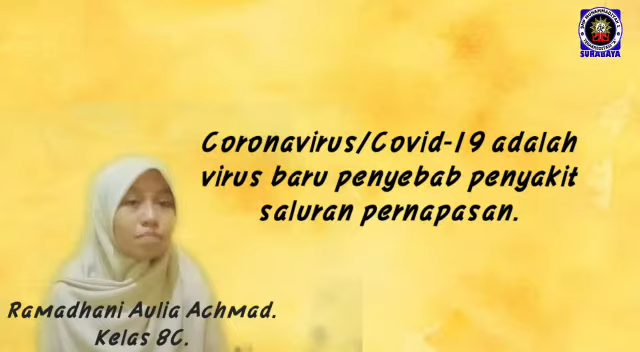 SURABAYA
Coronavirus/Covid-19 adalah
virus baru penyebab penyakit
saluran pernapasan.
Ramadhani Aulia Achmad.
Kelas 8C.